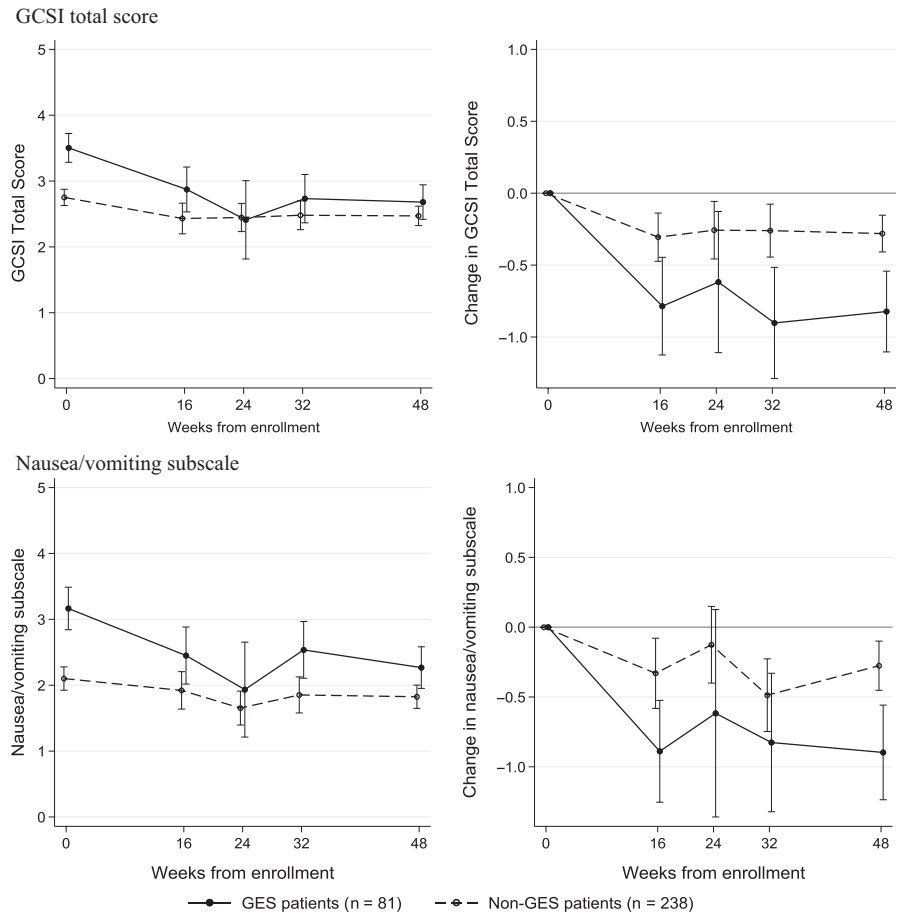 GCSI total score
GCSI Total Score
5
4
3
2
1
0
0 16 24 32 48
Weeks from enrollment
Change in GCSI Total Score
1.0
0.5
0.0
−0.5
−1.0
0 16 24 32 48
Weeks from enrollment
Nausea/vomiting subscale
Nausea/vomiting subscale
5
4
3
2
1
0
0 16 24 32 48
Weeks from enrollment
Change in nausea/vomiting subscale
1.0
0.5
0.0
−0.5
−1.0
0 16 24 32 48
Weeks from enrollment
GES patients (n = 81) Non-GES patients (n = 238)